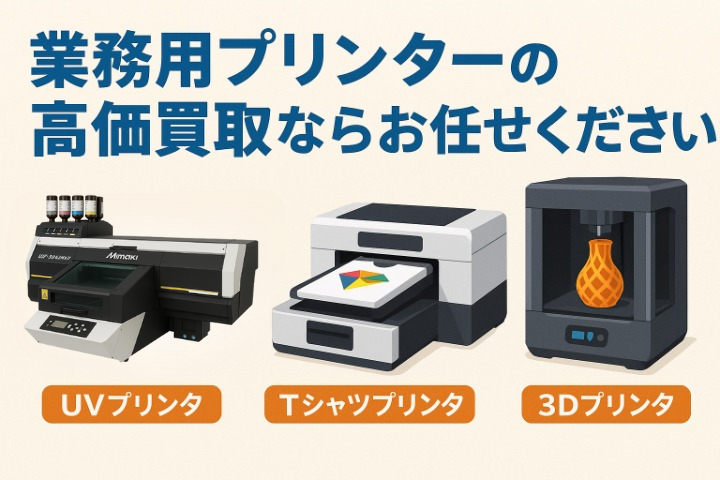 業務用プリンターの
高価買取ならお任せください
Mimaki
UVプリンタ
Tシャツプリンタ
3Dプリンタ